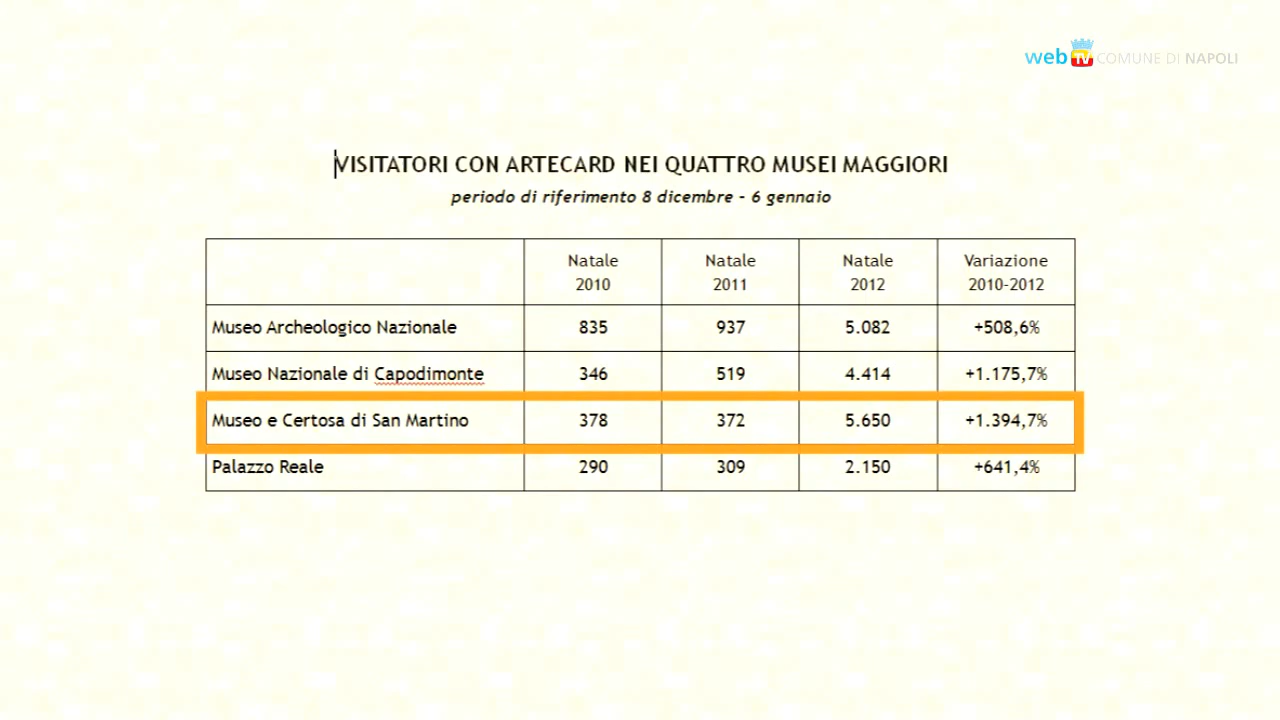 web TV COMUNE DI NAPOLI
VISITATORI CON ARTECARD NEI QUATTRO MUSEI MAGGIORI
periodo di riferimento 8 dicembre - 6 gennaio
Natale 2010 Natale 2011 Natale 2012 Variazione 2010-2012
Museo Archeologico Nazionale 835 937 5.082 +508,6%
Museo Nazionale di Capodimonte 346 519 4.414 +1.175,7%
Museo e Certosa di San Martino 378 372 5.650 +1.394,7%
Palazzo Reale 290 309 2.150 +641,4%